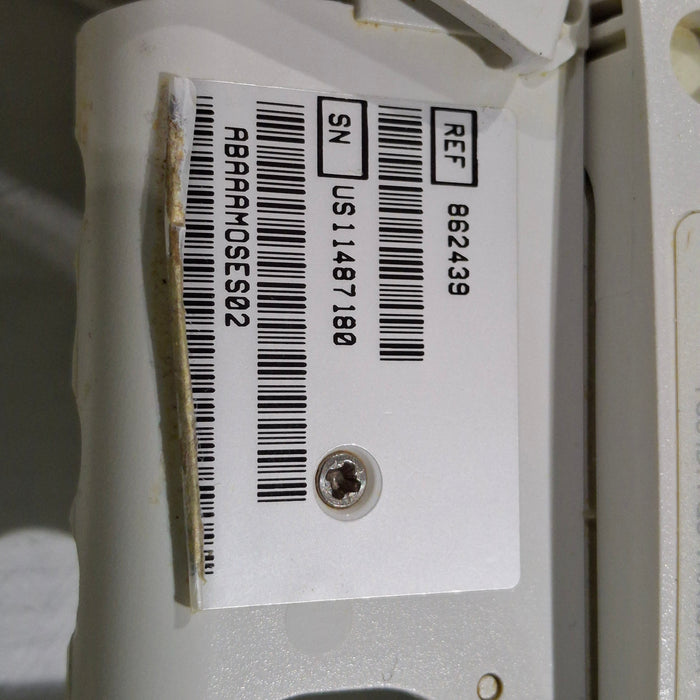 REF 862439
SN US11487180
ABAAAMOSES02